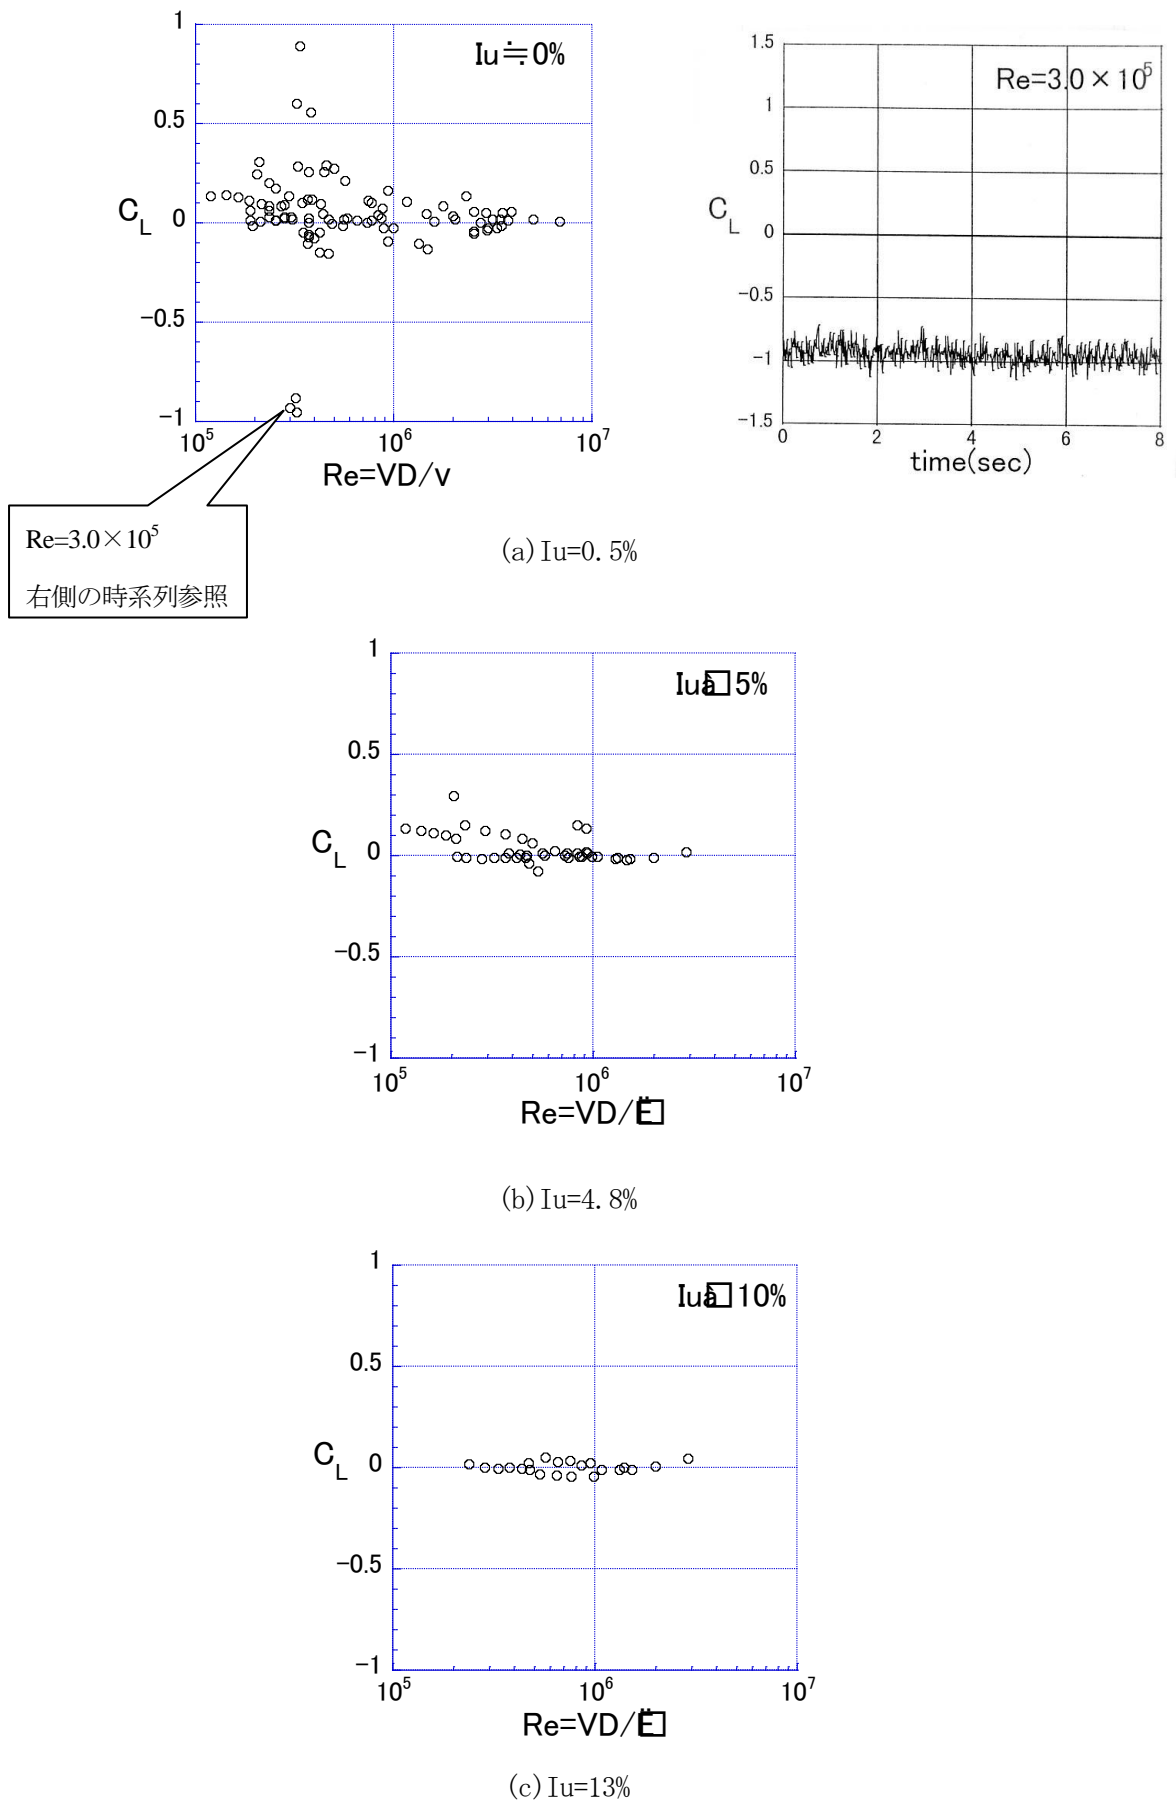 1
0.5
C_L
0
−0.5
−1
10^5
10^6
10^7
Re=VD/ν
Iu≒0%
1.5
1
0.5
C_L
0
−0.5
−1
−1.5
0
2
4
6
8
time(sec)
Re=3.0×10^5
Re=3.0×10^5
右側の時系列参照
(a) Iu=0.5%
1
0.5
C_L
0
−0.5
−1
10^5
10^6
10^7
Re=VD/
5%
(b) Iu=4.8%
1
0.5
C_L
0
−0.5
−1
10^5
10^6
10^7
Re=VD/
10%
(c) Iu=13%